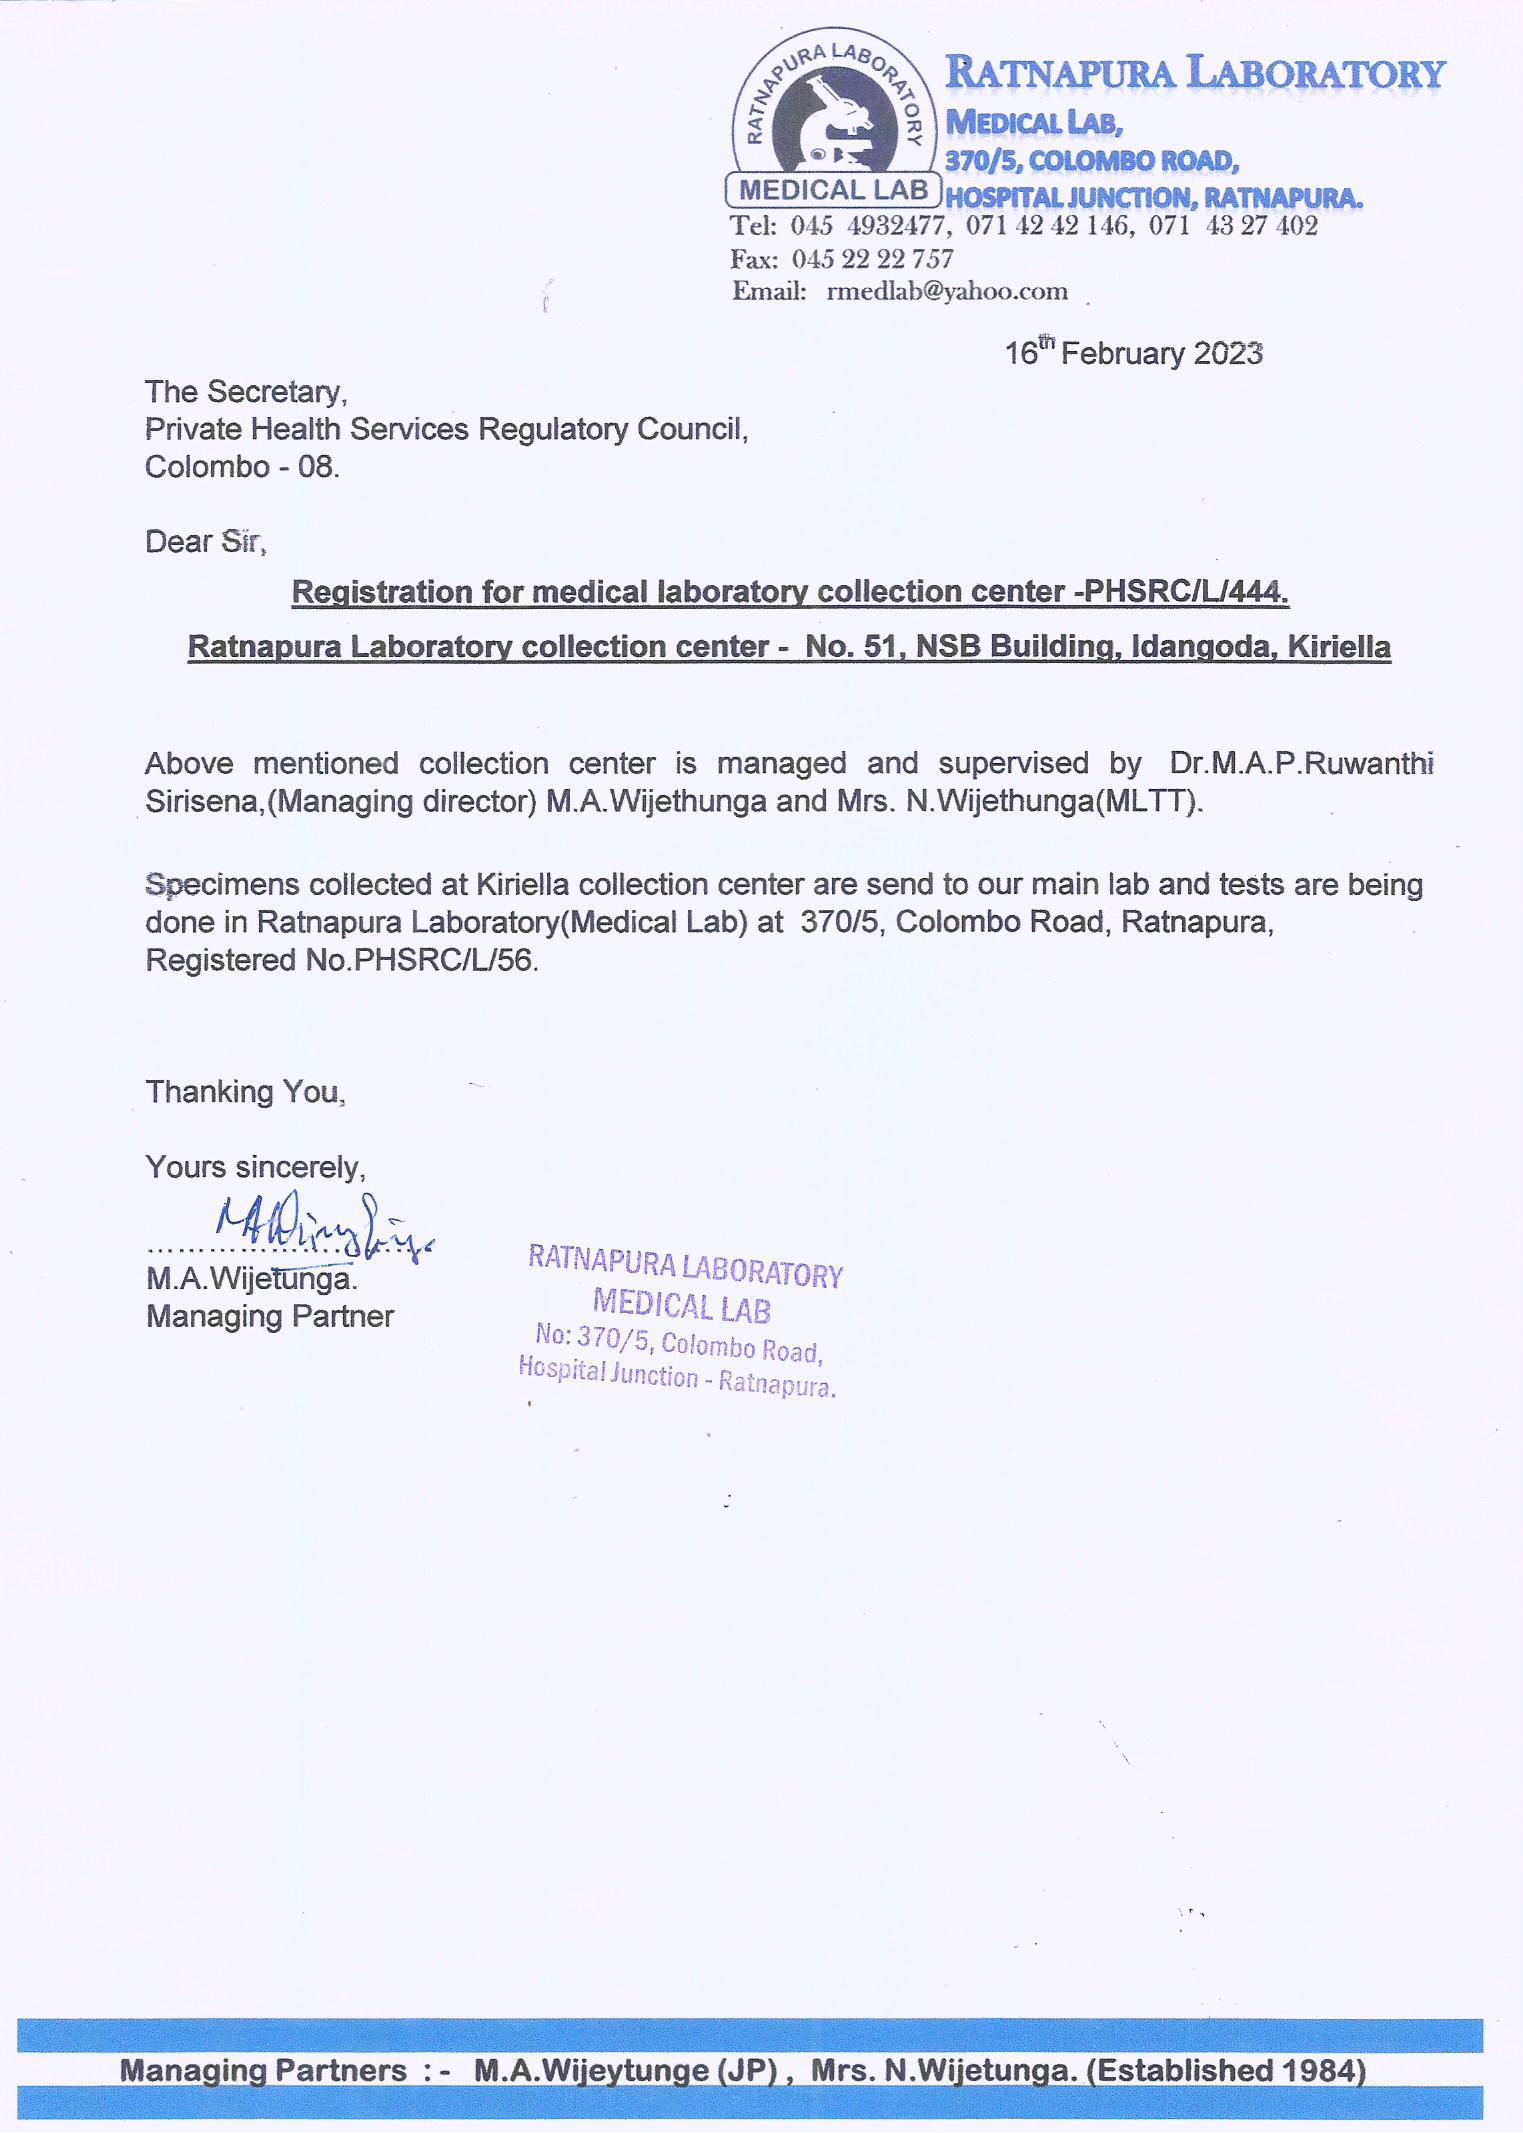 RATNAPURA LABORATORY
MEDICAL LAB
RATNAPURA LABORATORY
MEDICAL LAB,
370/5, COLOMBO ROAD,
HOSPITAL JUNCTION, RATNAPURA.
Tel: 045 4932477, 071 42 42 146, 071 43 27 402
Fax: 045 22 22 757
Email: rmedlab@yahoo.com
16th February 2023
The Secretary,
Private Health Services Regulatory Council,
Colombo - 08.
Dear Sir,
Registration for medical laboratory collection center -PHSRC/L/444.
Ratnapura Laboratory collection center - No. 51, NSB Building, Idangoda, Kiriella
Above mentioned collection center is managed and supervised by Dr.M.A.P.Ruwanthi
Sirisena,(Managing director) M.A.Wijethunga and Mrs. N.Wijethunga(MLTT).
Specimens collected at Kiriella collection center are send to our main lab and tests are being
done in Ratnapura Laboratory(Medical Lab) at 370/5, Colombo Road, Ratnapura,
Registered No.PHSRC/L/56.
Thanking You,
Yours sincerely,
M.A.Wijetunga.
Managing Partner
RATNAPURA LABORATORY
MEDICAL LAB
No: 370/5, Colombo Road,
Hospital Junction - Ratnapura.
Managing Partners : - M.A.Wijeytunge (JP) , Mrs. N.Wijetunga. (Established 1984)